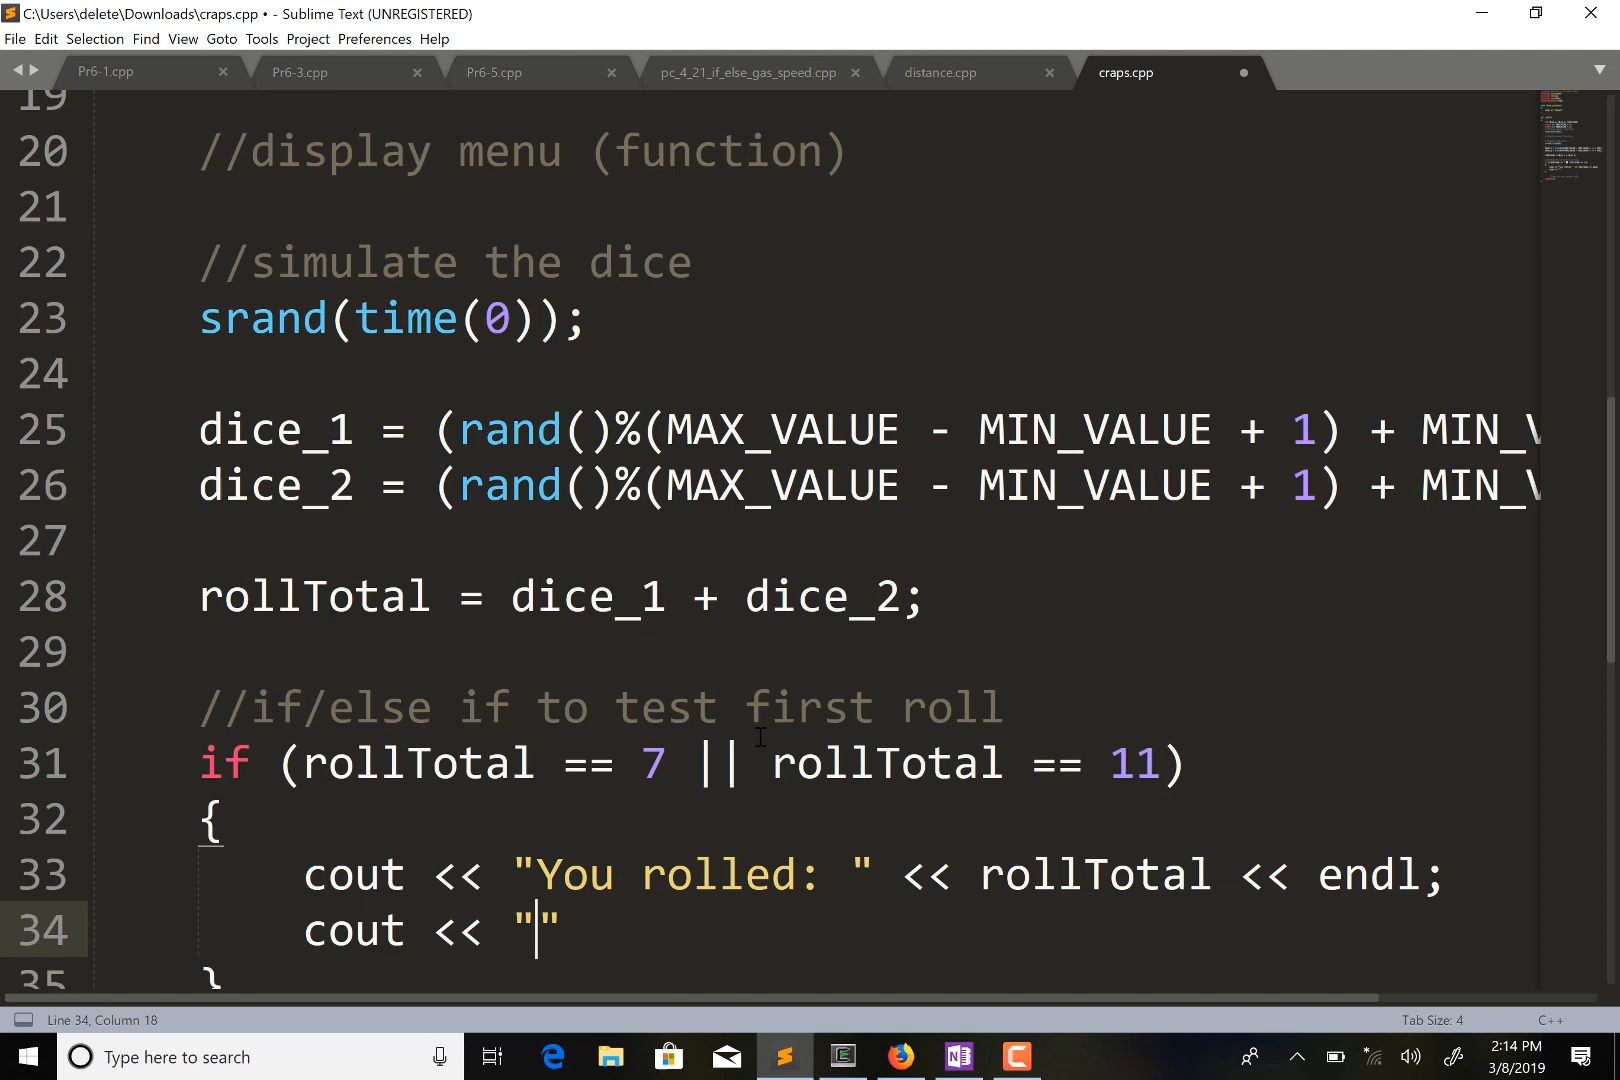 C:\Users\delete\Downloads\craps.cpp • - Sublime Text (UNREGISTERED)
File Edit Selection Find View Goto Tools Project Preferences Help
Pr6-1.cpp Pr6-3.cpp Pr6-5.cpp pc_4_21_if_else_gas_speed.cpp distance.cpp craps.cpp
19
20 //display menu (function)
21
22 //simulate the dice
23 srand(time(0));
24
25 dice_1 = (rand()%(MAX_VALUE - MIN_VALUE + 1) + MIN_V
26 dice_2 = (rand()%(MAX_VALUE - MIN_VALUE + 1) + MIN_V
27
28 rollTotal = dice_1 + dice_2;
29
30 //if/else if to test first roll
31 if (rollTotal == 7 || rollTotal == 11)
32 {
33 cout << "You rolled: " << rollTotal << endl;
34 cout << ""
35 }
Line 34, Column 18 Tab Size: 4 C++
Type here to search
2:14 PM
3/8/2019